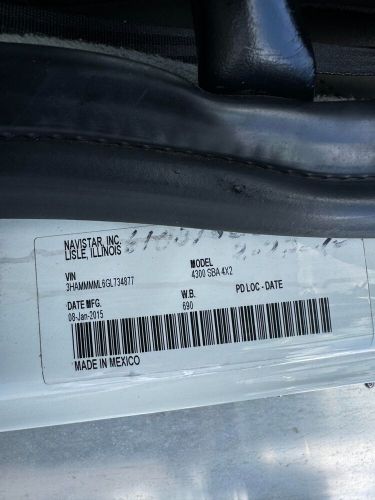 NAVISTAR, INC.
LISLE, ILLINOIS
VIN MODEL
3HAMMMML6GL734877 4300 SBA 4X2
DATE MFG. W.B. PD LOC - DATE
08-Jan-2015 690
MADE IN MEXICO